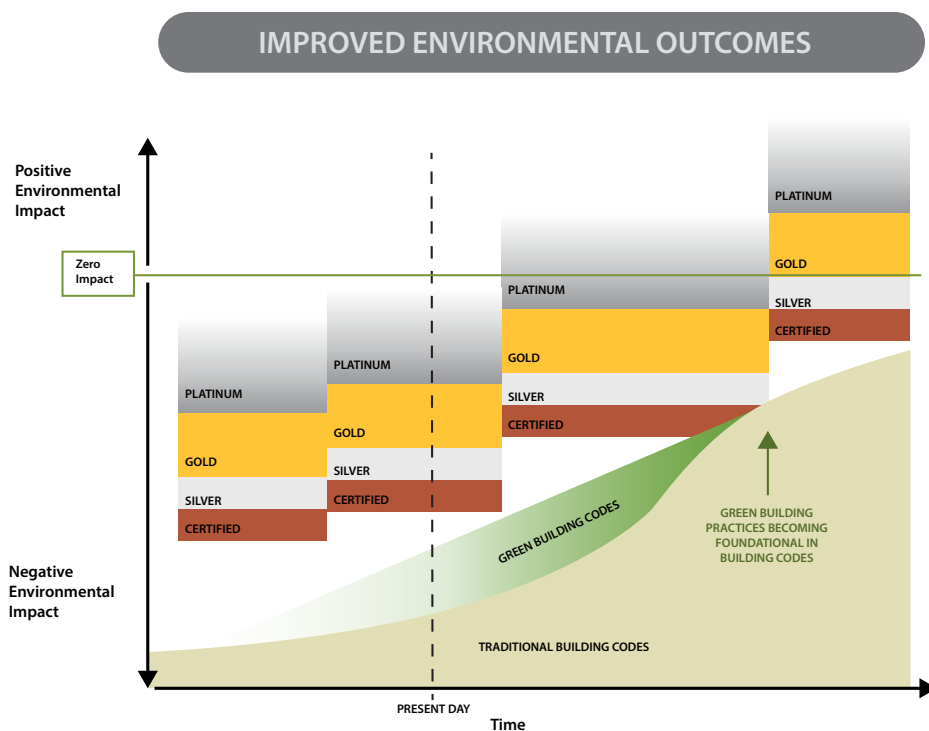 IMPROVED ENVIRONMENTAL OUTCOMES
Positive
Environmental
Impact
Zero
Impact
Negative
Environmental
Impact
PLATINUM
GOLD
SILVER
CERTIFIED
PLATINUM
GOLD
SILVER
CERTIFIED
PLATINUM
GOLD
SILVER
CERTIFIED
PLATINUM
GOLD
SILVER
CERTIFIED
GREEN BUILDING CODES
GREEN BUILDING
PRACTICES BECOMING
FOUNDATIONAL IN
BUILDING CODES
TRADITIONAL BUILDING CODES
PRESENT DAY
Time